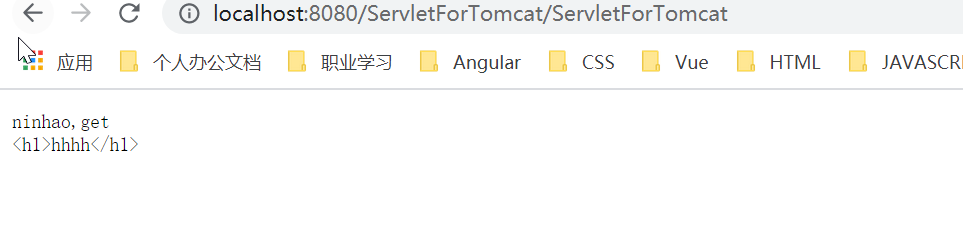 localhost:8080/ServletForTomcat/ServletForTomcat
应用 个人办公文档 职业学习 Angular CSS Vue HTML JAVASCRI
ninhao,get
<h1>hhhh</h1>